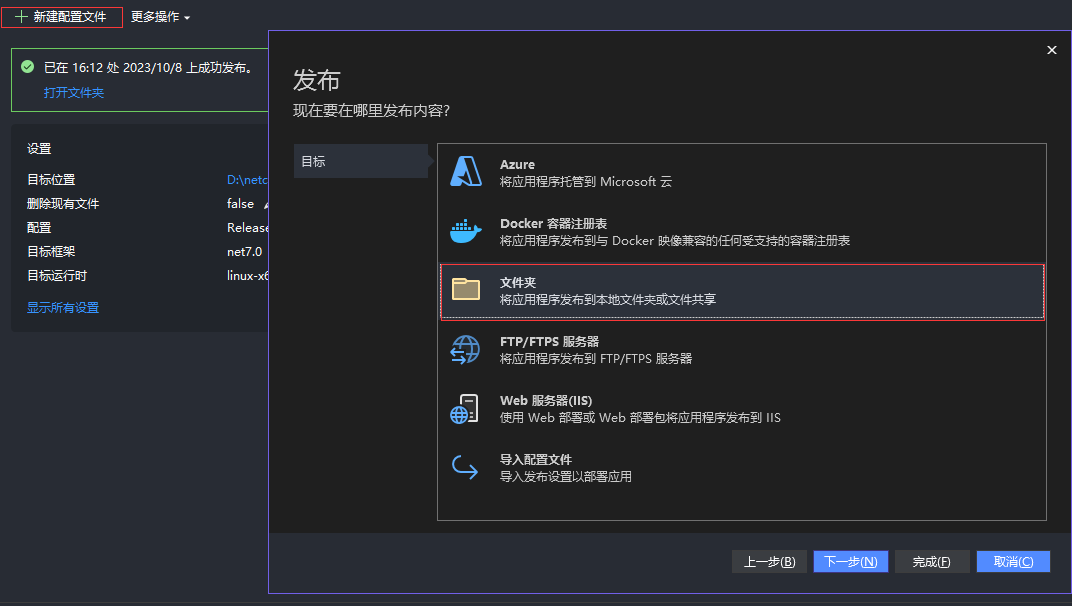 新建配置文件 更多操作
已在 16:12 处 2023/10/8 上成功发布。
打开文件夹
设置
目标位置 D:\netc
删除现有文件 false
配置 Release
目标框架 net7.0
目标运行时 linux-x6
显示所有设置
发布
现在要在哪里发布内容?
目标
Azure
将应用程序托管到 Microsoft 云
Docker 容器注册表
将应用程序发布到与 Docker 映像兼容的任何受支持的容器注册表
文件夹
将应用程序发布到本地文件夹或文件共享
FTP/FTPS 服务器
将应用程序发布到 FTP/FTPS 服务器
Web 服务器(IIS)
使用 Web 部署或 Web 部署包将应用程序发布到 IIS
导入配置文件
导入发布设置以部署应用
上一步(B) 下一步(N) 完成(F) 取消(C)